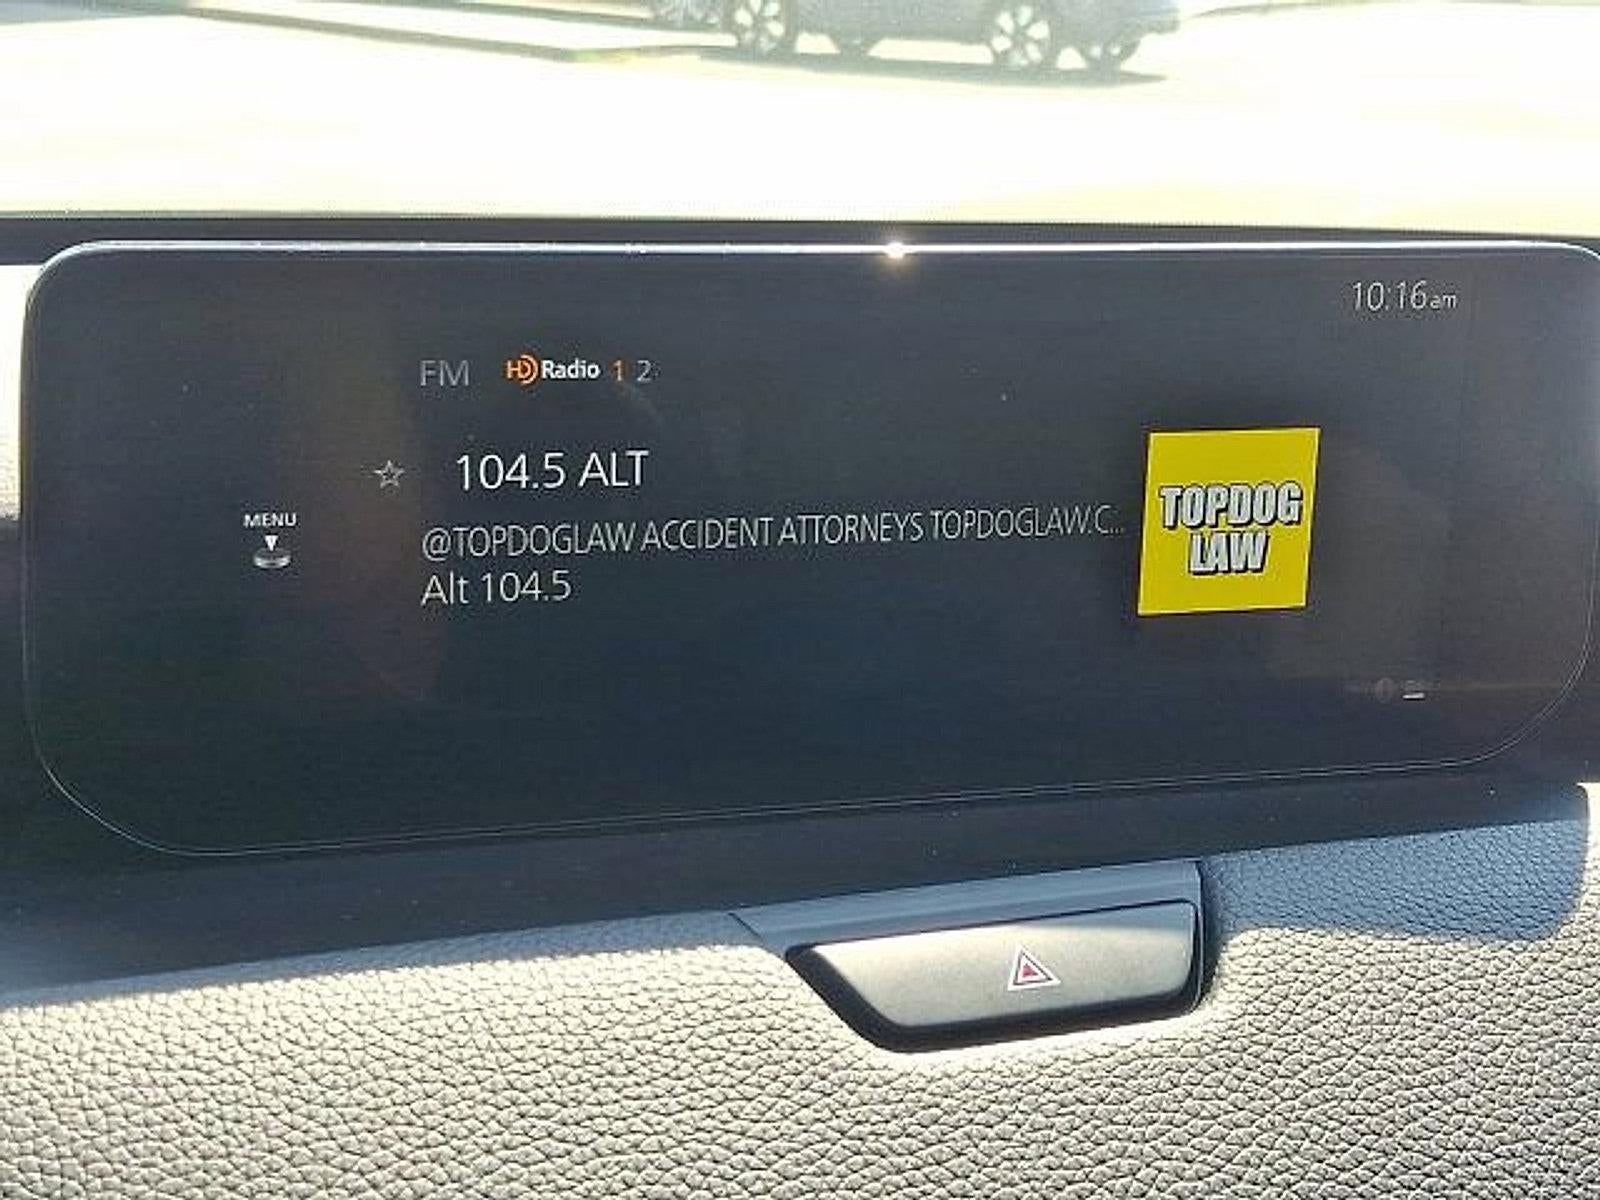 10:16am
FM HD Radio 1 2
104.5 ALT
MENU
@TOPDOGLAW ACCIDENT ATTORNEYS TOPDOGLAW.C...
Alt 104.5
TOPDOG
LAW